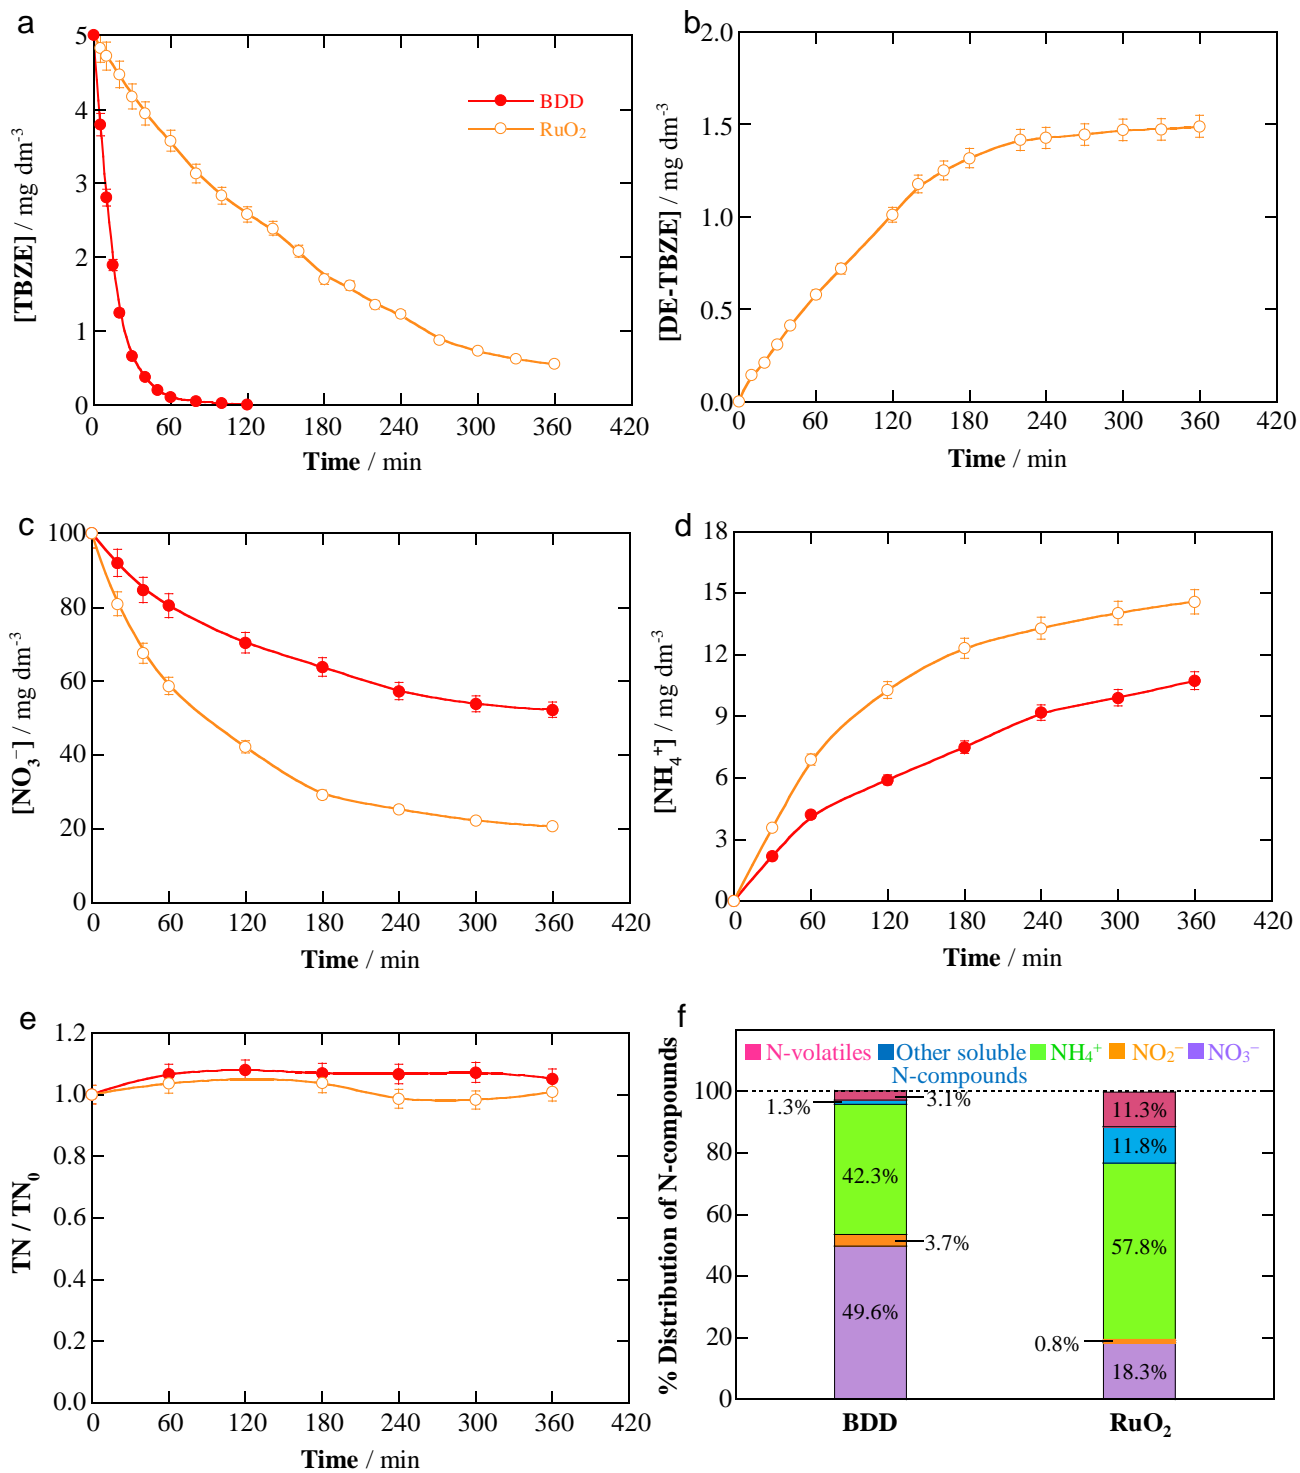 a
5
4
3
2
1
0
[TBZE] / mg dm⁻³
BDD
RuO₂
0 60 120 180 240 300 360 420
Time / min
b
2.0
1.5
1.0
0.5
0.0
[DE-TBZE] / mg dm⁻³
0 60 120 180 240 300 360 420
Time / min
c
100
80
60
40
20
0
[NO₃⁻] / mg dm⁻³
0 60 120 180 240 300 360 420
Time / min
d
18
15
12
9
6
3
0
[NH₄⁺] / mg dm⁻³
0 60 120 180 240 300 360 420
Time / min
e
1.2
1.0
0.8
0.6
0.4
0.2
0.0
TN / TN₀
0 60 120 180 240 300 360 420
Time / min
f
N-volatiles Other soluble NH₄⁺ NO₂⁻ NO₃⁻
N-compounds
100
80
60
40
20
0
% Distribution of N-compounds
3.1%
1.3%
42.3%
3.7%
49.6%
11.3%
11.8%
57.8%
0.8%
18.3%
BDD RuO₂